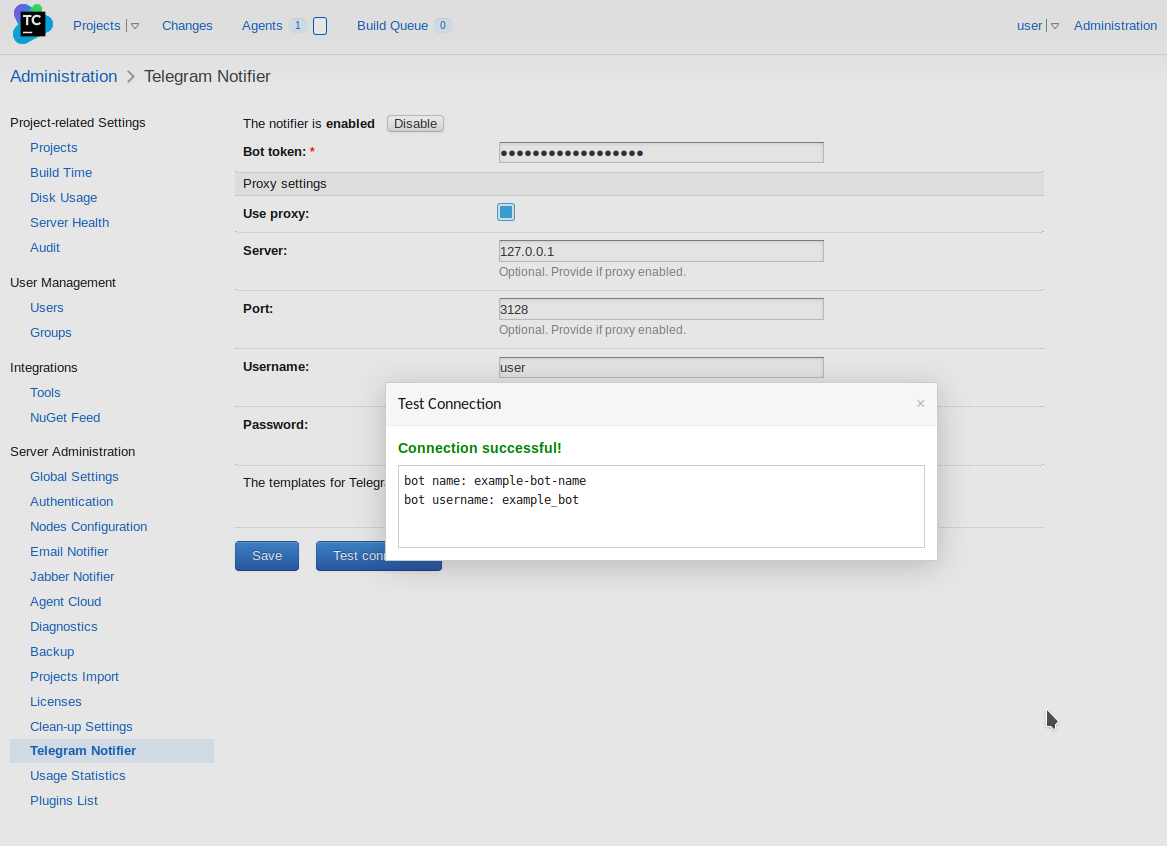 TC Projects Changes Agents 1 Build Queue 0 user Administration
Administration Telegram Notifier
Project-related Settings
Projects
Build Time
Disk Usage
Server Health
Audit
User Management
Users
Groups
Integrations
Tools
NuGet Feed
Server Administration
Global Settings
Authentication
Nodes Configuration
Email Notifier
Jabber Notifier
Agent Cloud
Diagnostics
Backup
Projects Import
Licenses
Clean-up Settings
Telegram Notifier
Usage Statistics
Plugins List
The notifier is enabled Disable
Bot token: * ••••••••••••••••••
Proxy settings
Use proxy:
Server: 127.0.0.1
Optional. Provide if proxy enabled.
Port: 3128
Optional. Provide if proxy enabled.
Username: user
Password:
The templates for
Save Test
Test Connection ×
Connection successful!
bot name: example-bot-name
bot username: example_bot